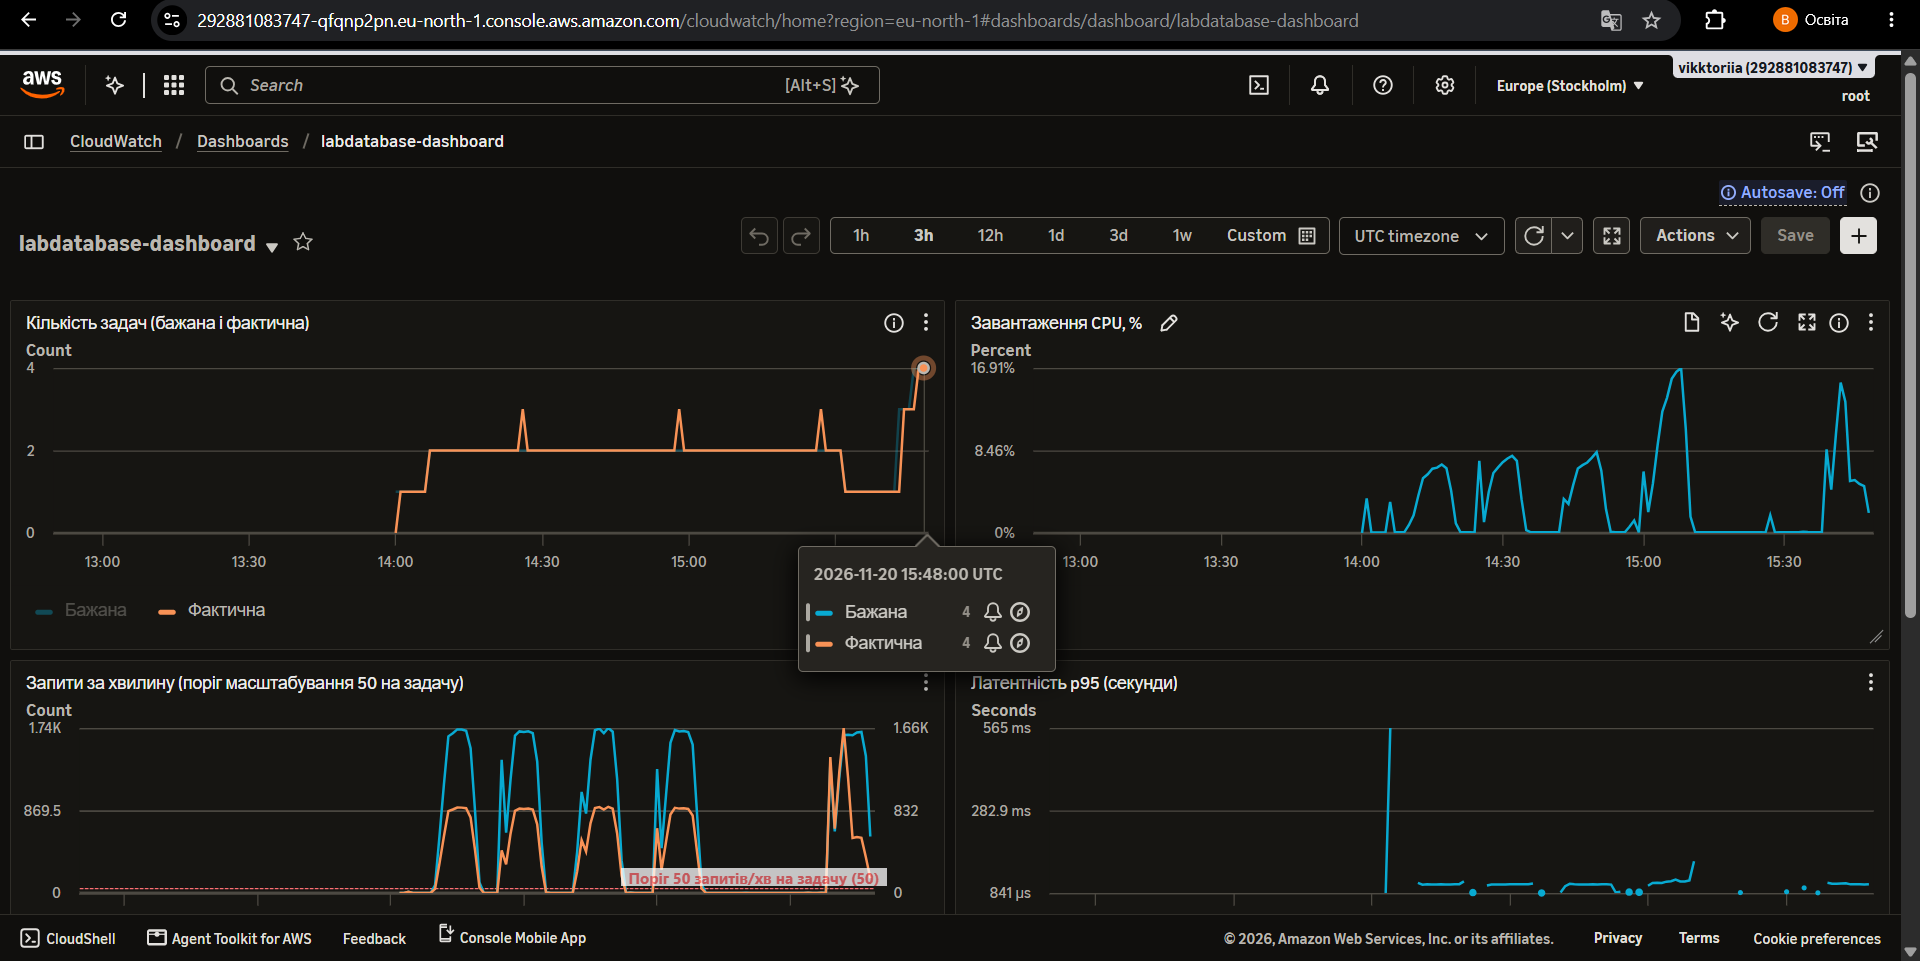 292881083747-qfqnp2pn.eu-north-1.console.aws.amazon.com/cloudwatch/home?region=eu-north-1#dashboards/dashboard/labdatabase-dashboard
В Освіта
aws
Search [Alt+S]
Europe (Stockholm)
vikktoriia (292881083747)
root
CloudWatch / Dashboards / labdatabase-dashboard
Autosave: Off
labdatabase-dashboard
1h 3h 12h 1d 3d 1w Custom
UTC timezone
Actions
Save
Кількість задач (бажана і фактична)
Count
4
2
0
13:00 13:30 14:00 14:30 15:00
Бажана Фактична
2026-11-20 15:48:00 UTC
Бажана 4
Фактична 4
Завантаження CPU, %
Percent
16.91%
8.46%
0%
13:00 13:30 14:00 14:30 15:00 15:30
Запити за хвилину (поріг масштабування 50 на задачу)
Count
1.74K 1.66K
869.5 832
Поріг 50 запитів/хв на задачу (50)
0 0
Латентність p95 (секунди)
Seconds
565 ms
282.9 ms
841 µs
CloudShell
Agent Toolkit for AWS
Feedback
Console Mobile App
© 2026, Amazon Web Services, Inc. or its affiliates.
Privacy
Terms
Cookie preferences